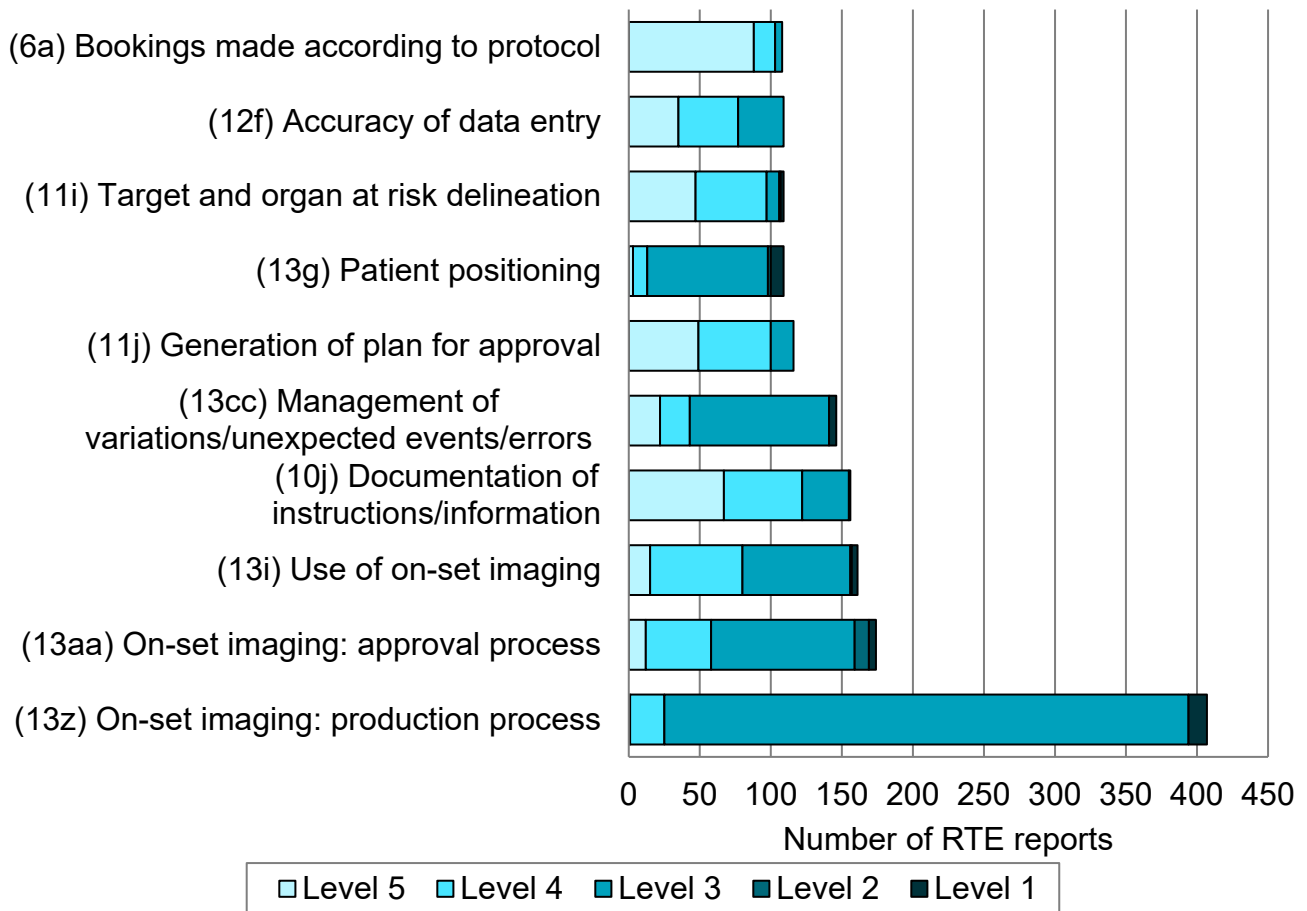 (6a) Bookings made according to protocol
(12f) Accuracy of data entry
(11i) Target and organ at risk delineation
(13g) Patient positioning
(11j) Generation of plan for approval
(13cc) Management of
variations/unexpected events/errors
(10j) Documentation of
instructions/information
(13i) Use of on-set imaging
(13aa) On-set imaging: approval process
(13z) On-set imaging: production process
0 50 100 150 200 250 300 350 400 450
Number of RTE reports
Level 5 Level 4 Level 3 Level 2 Level 1